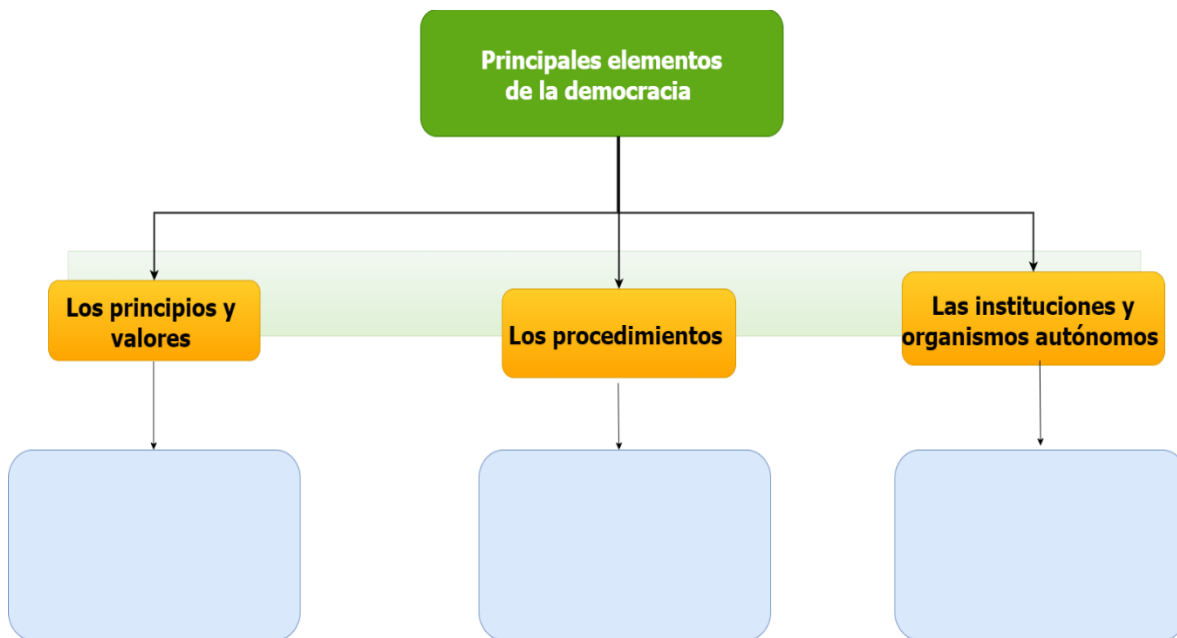 Principales elementos
de la democracia
Los principios y
valores
Los procedimientos
Las instituciones y
organismos autónomos